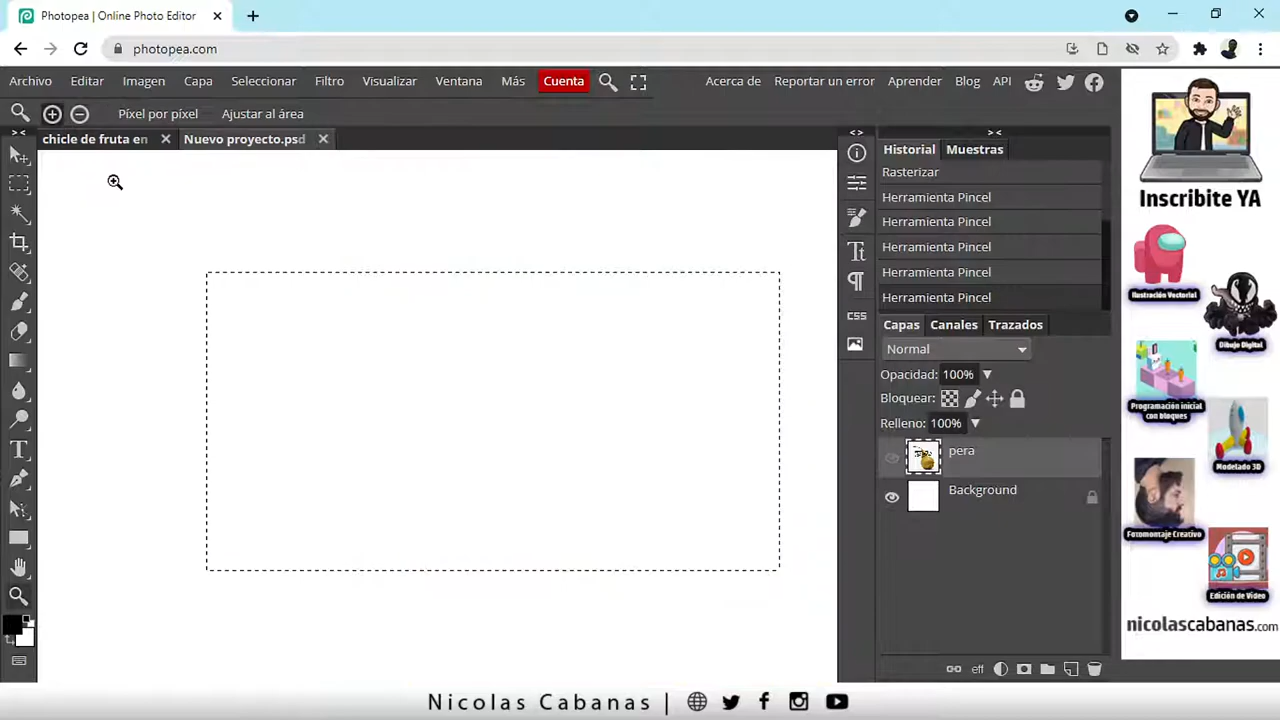 Photopea | Online Photo Editor
photopea.com
Archivo Editar Imagen Capa Seleccionar Filtro Visualizar Ventana Más Cuenta Acerca de Reportar un error Aprender Blog API
Píxel por píxel Ajustar al área
chicle de fruta en Nuevo proyecto.psd
Historial Muestras
Rasterizar
Herramienta Pincel
Herramienta Pincel
Herramienta Pincel
Herramienta Pincel
Herramienta Pincel
CSS
Capas Canales Trazados
Normal
Opacidad: 100%
Bloquear:
Relleno: 100%
pera
Background
eff
Inscribite YA
Ilustración Vectorial
Dibujo Digital
Programación inicial
con bloques
Modelado 3D
Fotomontaje Creativo
Edición de Vídeo
nicolascabanas.com
Nicolas Cabanas |